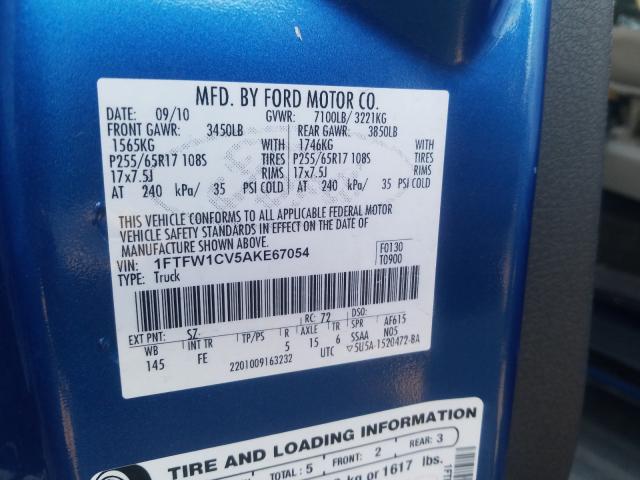 MFD. BY FORD MOTOR CO.
DATE: 09/10 GVWR: 7100LB/ 3221KG
FRONT GAWR: 3450LB REAR GAWR: 3850LB
1565KG WITH 1746KG WITH
P255/65R17 108S TIRES P255/65R17 108S TIRES
17x7.5J RIMS 17x7.5J RIMS
AT 240 kPa/ 35 PSI COLD AT 240 kPa/ 35 PSI COLD
THIS VEHICLE CONFORMS TO ALL APPLICABLE FEDERAL MOTOR
VEHICLE SAFETY STANDARDS IN EFFECT ON THE DATE OF
MANUFACTURE SHOWN ABOVE.
VIN: 1FTFW1CV5AKE67054 F0130
TYPE: Truck T0900
EXT PNT: SZ- RC: 72 DSO:
WB INT TR TP/PS R AXLE TR SPR AF615
145 FE 5 15 6 SSAA N05
2201009163232 UTC ▽5U5A-1520472-BA
TIRE AND LOADING INFORMATION
TOTAL: 5 FRONT: 2 REAR: 3
kg or 1617 lbs.